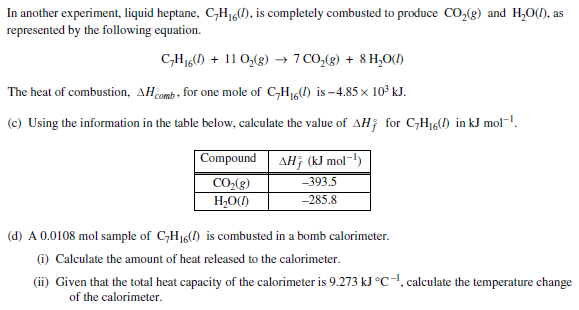 In another experiment, liquid heptane, C₇H₁₆(l), is completely combusted to produce CO₂(g) and H₂O(l), as
represented by the following equation.
C₇H₁₆(l) + 11 O₂(g) → 7 CO₂(g) + 8 H₂O(l)
The heat of combustion, ΔH°comb, for one mole of C₇H₁₆(l) is −4.85 × 10³ kJ.
(c) Using the information in the table below, calculate the value of ΔH°f for C₇H₁₆(l) in kJ mol⁻¹.
Compound ΔH°f (kJ mol⁻¹)
CO₂(g) −393.5
H₂O(l) −285.8
(d) A 0.0108 mol sample of C₇H₁₆(l) is combusted in a bomb calorimeter.
(i) Calculate the amount of heat released to the calorimeter.
(ii) Given that the total heat capacity of the calorimeter is 9.273 kJ °C⁻¹, calculate the temperature change
of the calorimeter.